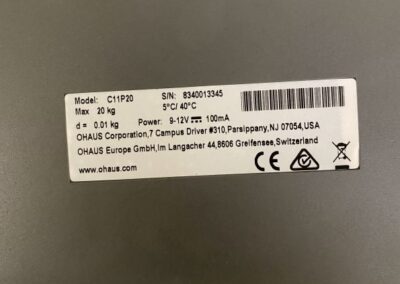 Model: C11P20 S/N: 8340013345
Max 20 kg 5°C/ 40°C
d = 0.01 kg Power: 9-12V⎓ 100mA
OHAUS Corporation,7 Campus Driver #310,Parsippany,NJ 07054,USA
OHAUS Europe GmbH,Im Langacher 44,8606 Greifensee,Switzerland
www.ohaus.com CE